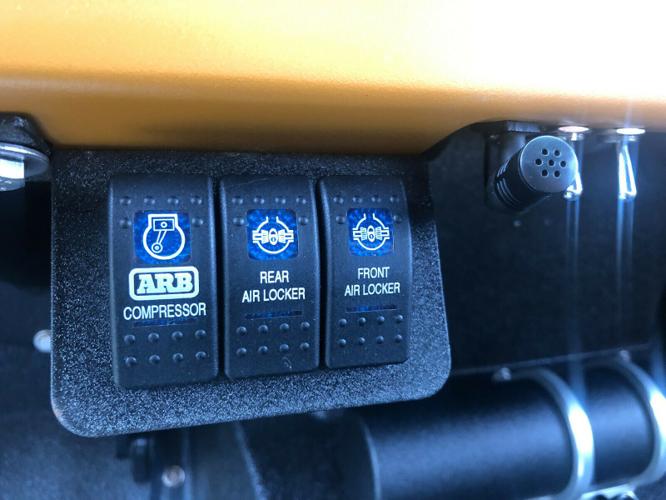 ARB
COMPRESSOR
REAR
AIR LOCKER
FRONT
AIR LOCKER